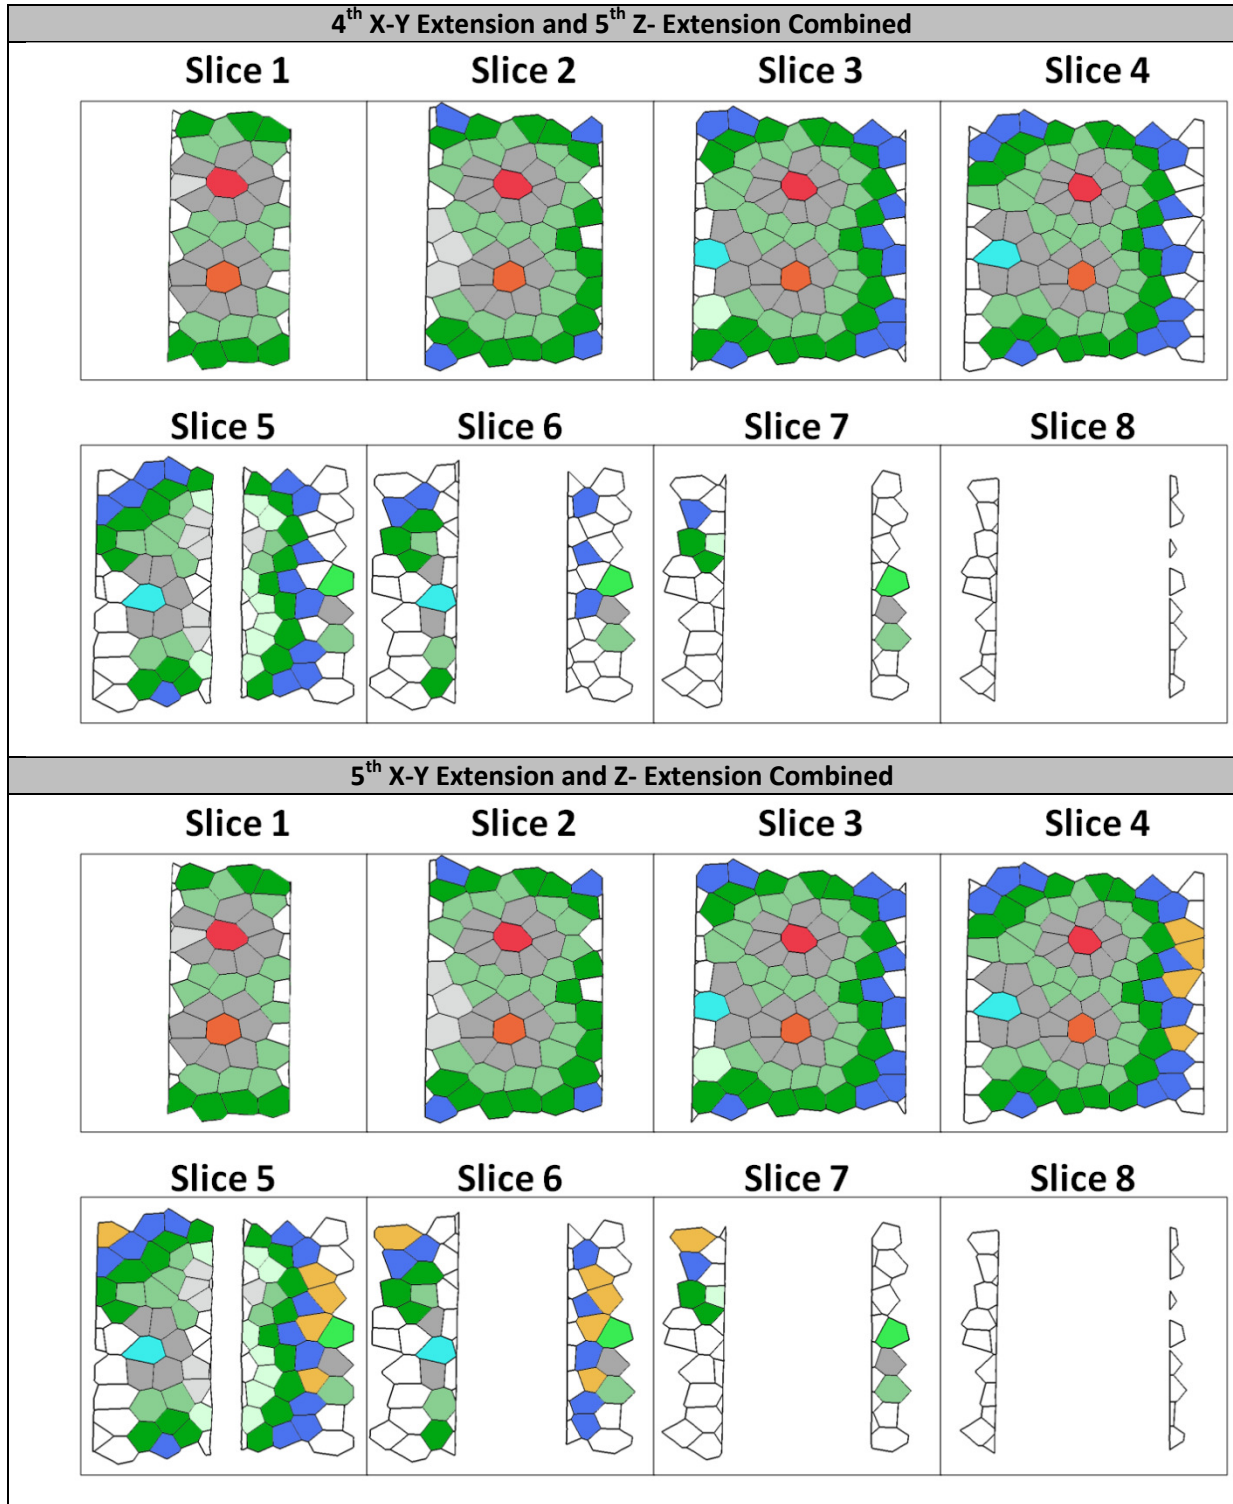 4th X-Y Extension and 5th Z- Extension Combined
Slice 1 Slice 2 Slice 3 Slice 4
Slice 5 Slice 6 Slice 7 Slice 8
5th X-Y Extension and Z- Extension Combined
Slice 1 Slice 2 Slice 3 Slice 4
Slice 5 Slice 6 Slice 7 Slice 8